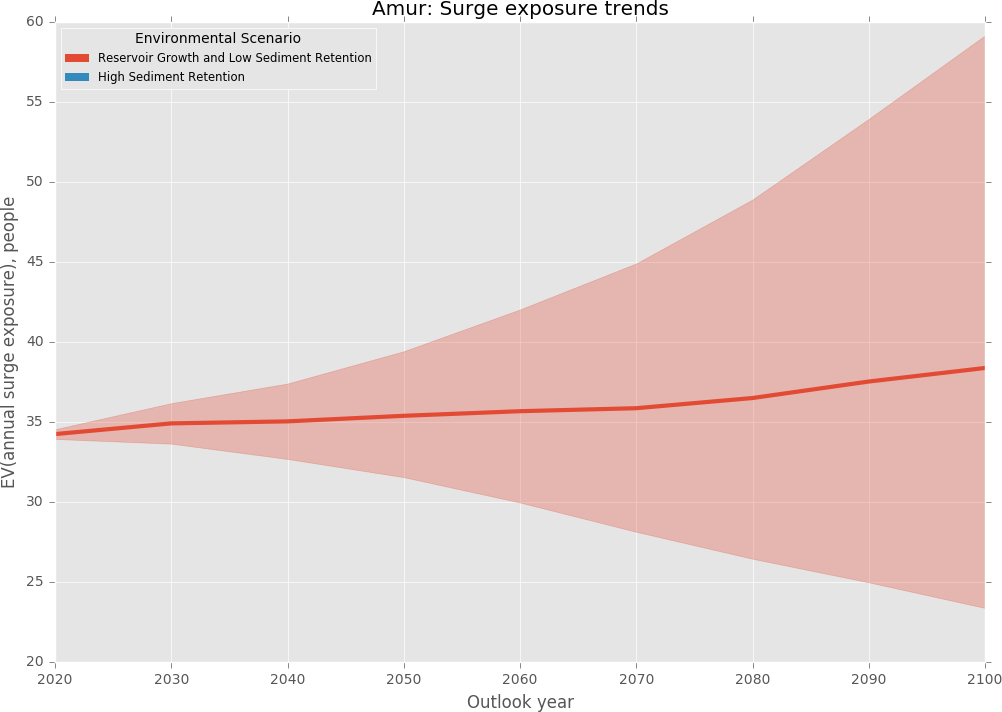 Amur: Surge exposure trends
Environmental Scenario
Reservoir Growth and Low Sediment Retention
High Sediment Retention
EV(annual surge exposure), people
60
55
50
45
40
35
30
25
20
2020 2030 2040 2050 2060 2070 2080 2090 2100
Outlook year